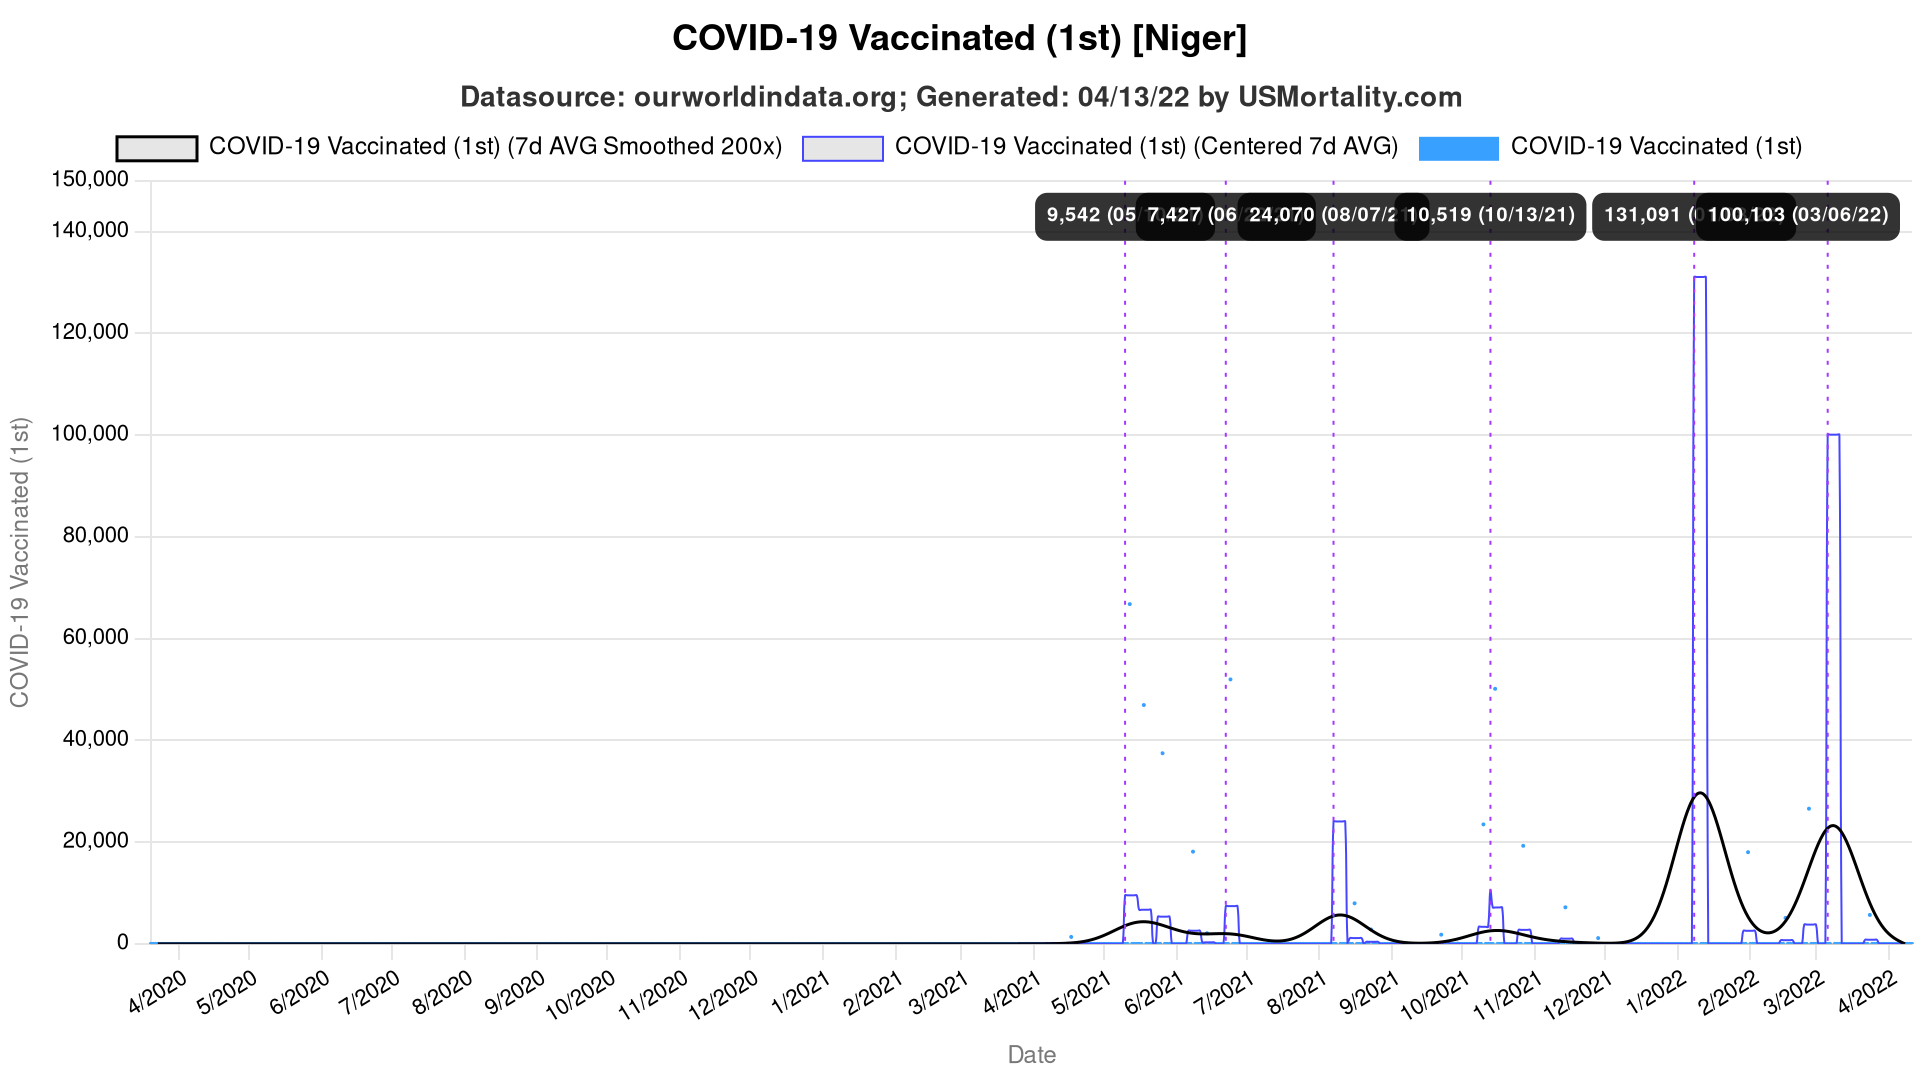 COVID-19 Vaccinated (1st) [Niger]
Datasource: ourworldindata.org; Generated: 04/13/22 by USMortality.com
COVID-19 Vaccinated (1st) (7d AVG Smoothed 200x) COVID-19 Vaccinated (1st) (Centered 7d AVG) COVID-19 Vaccinated (1st)
150,000
9,542 (05 7,427 (06 24,070 (08/07/2 10,519 (10/13/21) 131,091 100,103 (03/06/22)
140,000
120,000
100,000
80,000
60,000
40,000
20,000
0
COVID-19 Vaccinated (1st)
4/2020 5/2020 6/2020 7/2020 8/2020 9/2020 10/2020 11/2020 12/2020 1/2021 2/2021 3/2021 4/2021 5/2021 6/2021 7/2021 8/2021 9/2021 10/2021 11/2021 12/2021 1/2022 2/2022 3/2022 4/2022
Date